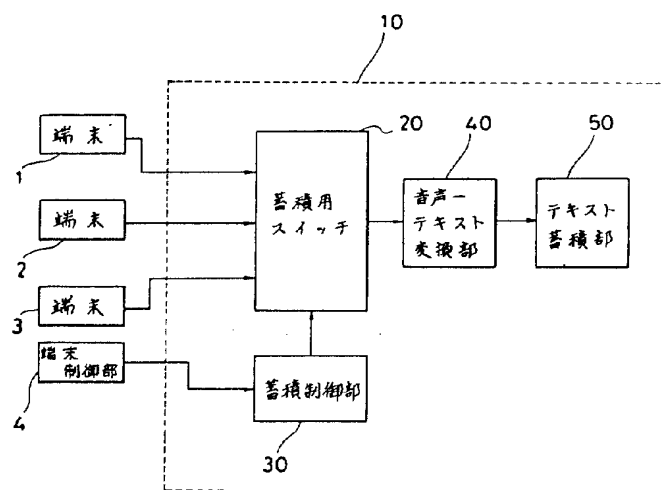 10
20
40
50
端末
1
蓄積用
スイッチ
音声－
テキスト
変換部
テキスト
蓄積部
端末
2
端末
3
端末
制御部
4
蓄積制御部
30